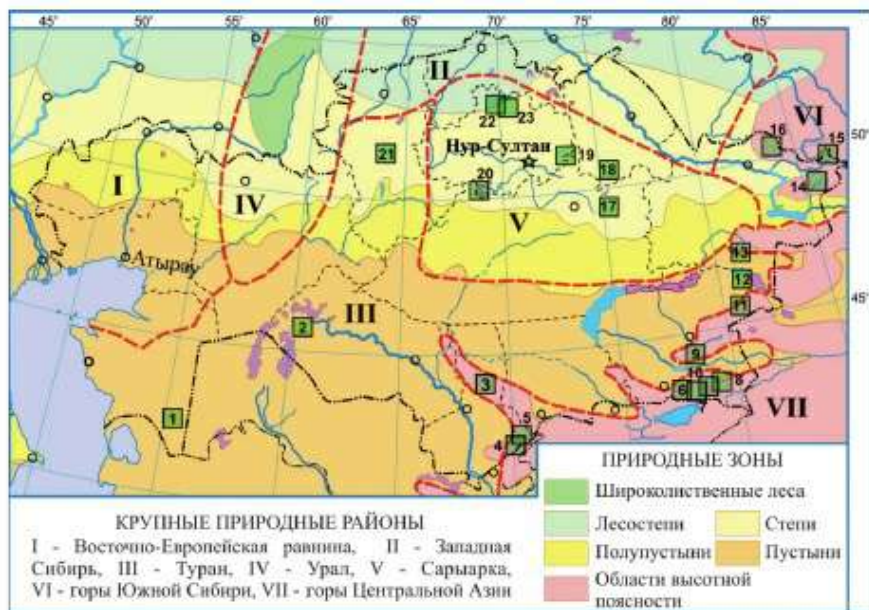 45° 50° 55° 60° 65° 70° 75° 80° 85°
II
22 23
VI
16 15
50°
21
Нур-Султан
19
18
14
I
IV
20
17
V
Атырау
13
12
45°
III
11
2
9
3
10
6 8
1
5
4
VII
ПРИРОДНЫЕ ЗОНЫ
Широколиственные леса
Лесостепи Степи
Полупустыни Пустыни
Области высотной
поясности
КРУПНЫЕ ПРИРОДНЫЕ РАЙОНЫ
I - Восточно-Европейская равнина, II - Западная
Сибирь, III - Туран, IV - Урал, V - Сарыарка,
VI - горы Южной Сибири, VII - горы Центральной Азии